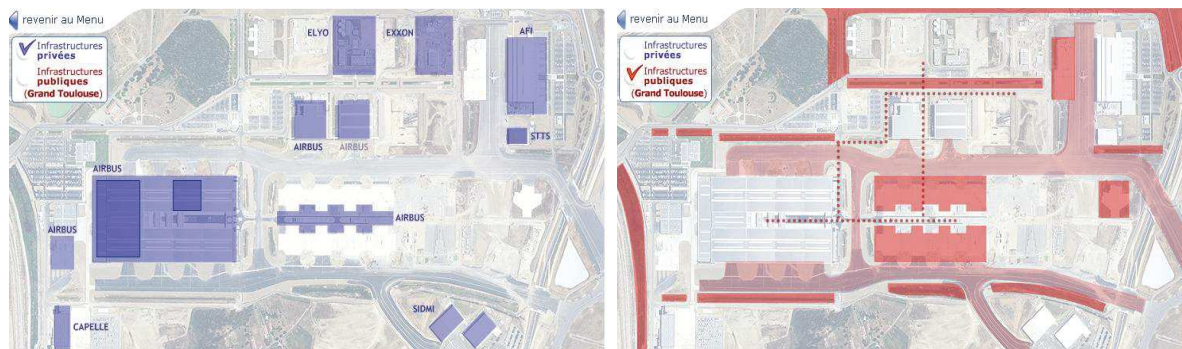 revenir au Menu
Infrastructures
privées
Infrastructures
publiques
(Grand Toulouse)
ELYO
EXXON
AFI
STTS
AIRBUS
AIRBUS
AIRBUS
AIRBUS
AIRBUS
CAPELLE
SIDMI
revenir au Menu
Infrastructures
privées
Infrastructures
publiques
(Grand Toulouse)